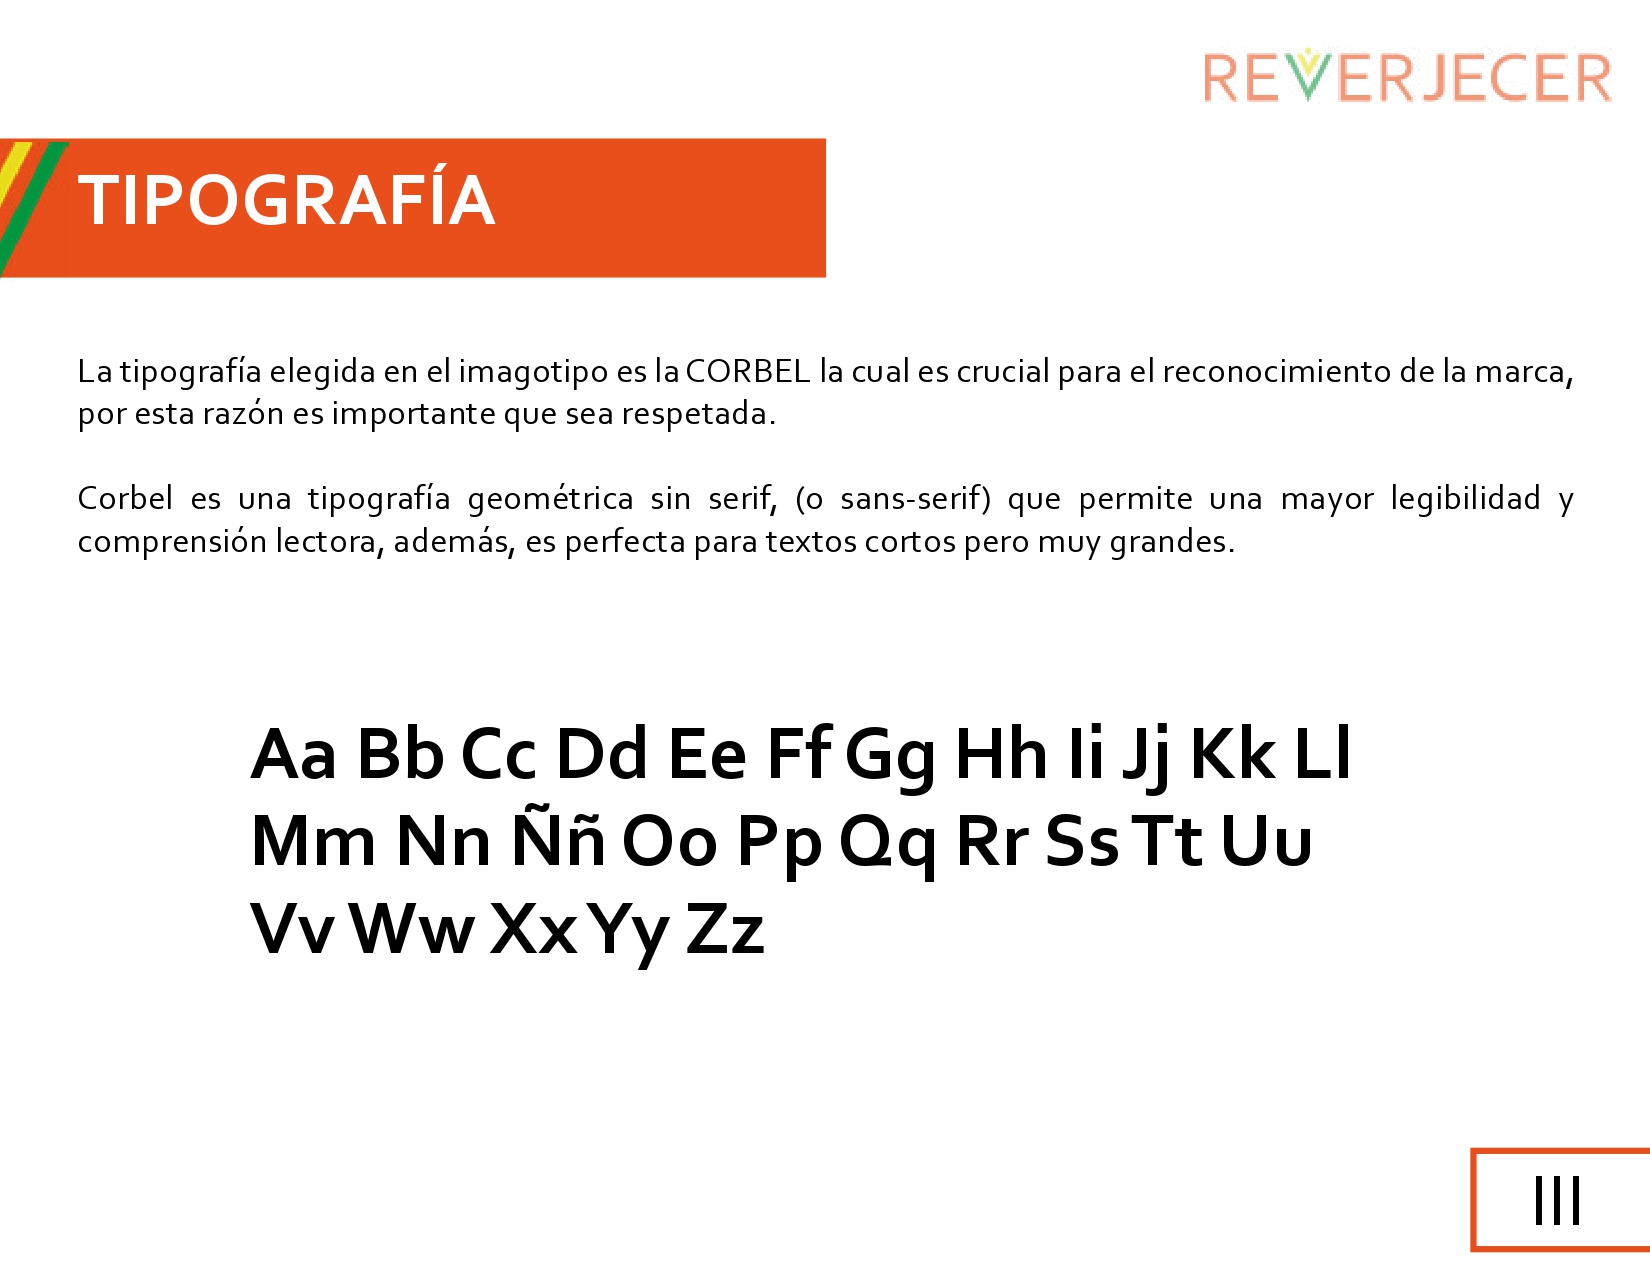 REVERJECER
TIPOGRAFÍA
La tipografía elegida en el imagotipo es la CORBEL la cual es crucial para el reconocimiento de la marca,
por esta razón es importante que sea respetada.
Corbel es una tipografía geométrica sin serif, (o sans-serif) que permite una mayor legibilidad y
comprensión lectora, además, es perfecta para textos cortos pero muy grandes.
Aa Bb Cc Dd Ee Ff Gg Hh Ii Jj Kk Ll
Mm Nn Ññ Oo Pp Qq Rr Ss Tt Uu
Vv Ww Xx Yy Zz
III